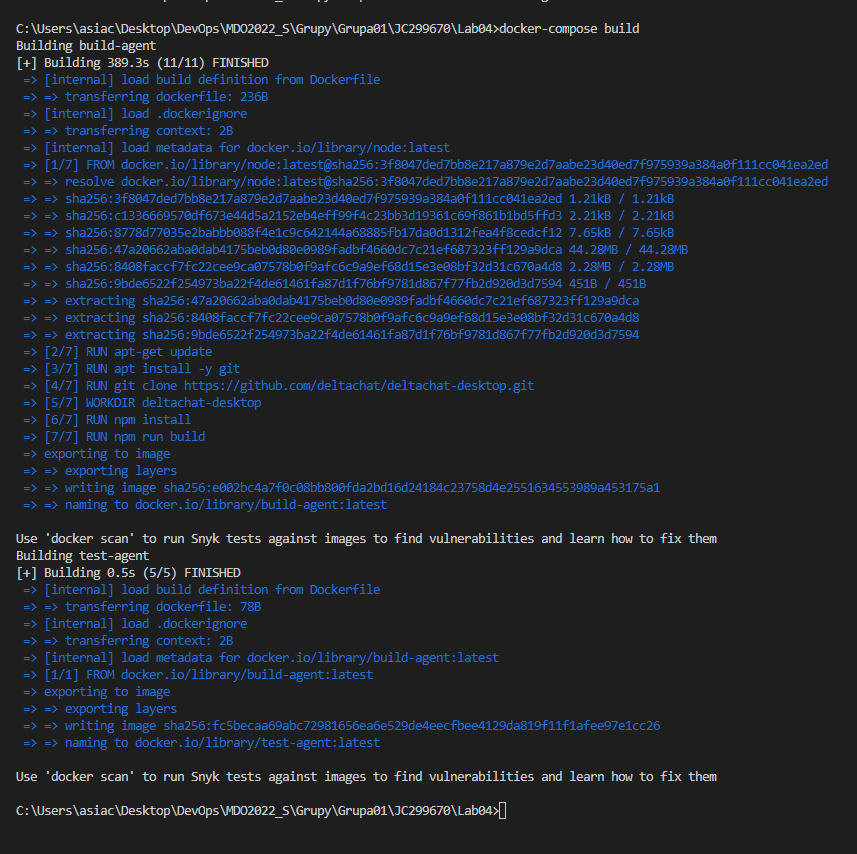 C:\Users\asiac\Desktop\DevOps\MDO2022_S\Grupy\Grupa01\JC299670\Lab04>docker-compose build
Building build-agent
[+] Building 389.3s (11/11) FINISHED
=> [internal] load build definition from Dockerfile
=> => transferring dockerfile: 236B
=> [internal] load .dockerignore
=> => transferring context: 2B
=> [internal] load metadata for docker.io/library/node:latest
=> [1/7] FROM docker.io/library/node:latest@sha256:3f8047ded7bb8e217a879e2d7aabe23d40ed7f975939a384a0f111cc041ea2ed
=> => resolve docker.io/library/node:latest@sha256:3f8047ded7bb8e217a879e2d7aabe23d40ed7f975939a384a0f111cc041ea2ed
=> => sha256:3f8047ded7bb8e217a879e2d7aabe23d40ed7f975939a384a0f111cc041ea2ed 1.21kB / 1.21kB
=> => sha256:c1336669570df673e44d5a2152eb4eff99f4c23bb3d19361c69f861b1bd5ffd3 2.21kB / 2.21kB
=> => sha256:8778d77035e2babbb088f4e1c9c642144a68885fb17da0d1312fea4f8cedcf12 7.65kB / 7.65kB
=> => sha256:47a20662aba0dab4175beb0d80e0989fadbf4660dc7c21ef687323ff129a9dca 44.28MB / 44.28MB
=> => sha256:8408faccf7fc22cee9ca07578b0f9afc6c9a9ef68d15e3e08bf32d31c670a4d8 2.28MB / 2.28MB
=> => sha256:9bde6522f254973ba22f4de61461fa87d1f76bf9781d867f77fb2d920d3d7594 451B / 451B
=> => extracting sha256:47a20662aba0dab4175beb0d80e0989fadbf4660dc7c21ef687323ff129a9dca
=> => extracting sha256:8408faccf7fc22cee9ca07578b0f9afc6c9a9ef68d15e3e08bf32d31c670a4d8
=> => extracting sha256:9bde6522f254973ba22f4de61461fa87d1f76bf9781d867f77fb2d920d3d7594
=> [2/7] RUN apt-get update
=> [3/7] RUN apt install -y git
=> [4/7] RUN git clone https://github.com/deltachat/deltachat-desktop.git
=> [5/7] WORKDIR deltachat-desktop
=> [6/7] RUN npm install
=> [7/7] RUN npm run build
=> exporting to image
=> => exporting layers
=> => writing image sha256:e002bc4a7f0c08bb800fda2bd16d24184c23758d4e2551634553989a453175a1
=> => naming to docker.io/library/build-agent:latest
Use 'docker scan' to run Snyk tests against images to find vulnerabilities and learn how to fix them
Building test-agent
[+] Building 0.5s (5/5) FINISHED
=> [internal] load build definition from Dockerfile
=> => transferring dockerfile: 78B
=> [internal] load .dockerignore
=> => transferring context: 2B
=> [internal] load metadata for docker.io/library/build-agent:latest
=> [1/1] FROM docker.io/library/build-agent:latest
=> exporting to image
=> => exporting layers
=> => writing image sha256:fc5becaa69abc72981656ea6e529de4eecfbee4129da819f11f1afee97e1cc26
=> => naming to docker.io/library/test-agent:latest
Use 'docker scan' to run Snyk tests against images to find vulnerabilities and learn how to fix them
C:\Users\asiac\Desktop\DevOps\MDO2022_S\Grupy\Grupa01\JC299670\Lab04>